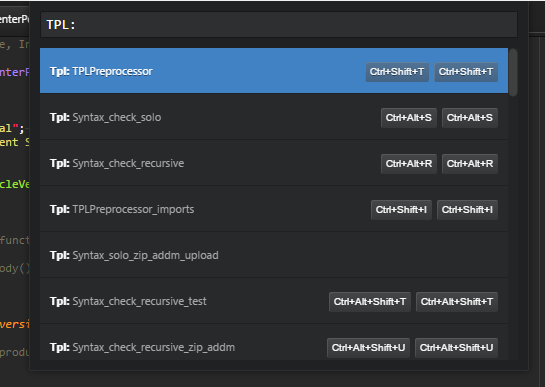 enterPo
TPL:
e, In
Tpl: TPLPreprocessor Ctrl+Shift+T Ctrl+Shift+T
nterP
Tpl: Syntax_check_solo Ctrl+Alt+S Ctrl+Alt+S
al";
ent S
Tpl: Syntax_check_recursive Ctrl+Alt+R Ctrl+Alt+R
cleVe
Tpl: TPLPreprocessor_imports Ctrl+Shift+I Ctrl+Shift+I
funct
Tpl: Syntax_solo_zip_addm_upload
ody()
Tpl: Syntax_check_recursive_test Ctrl+Alt+Shift+T Ctrl+Alt+Shift+T
versi
Tpl: Syntax_check_recursive_zip_addm Ctrl+Alt+Shift+U Ctrl+Alt+Shift+U
produ